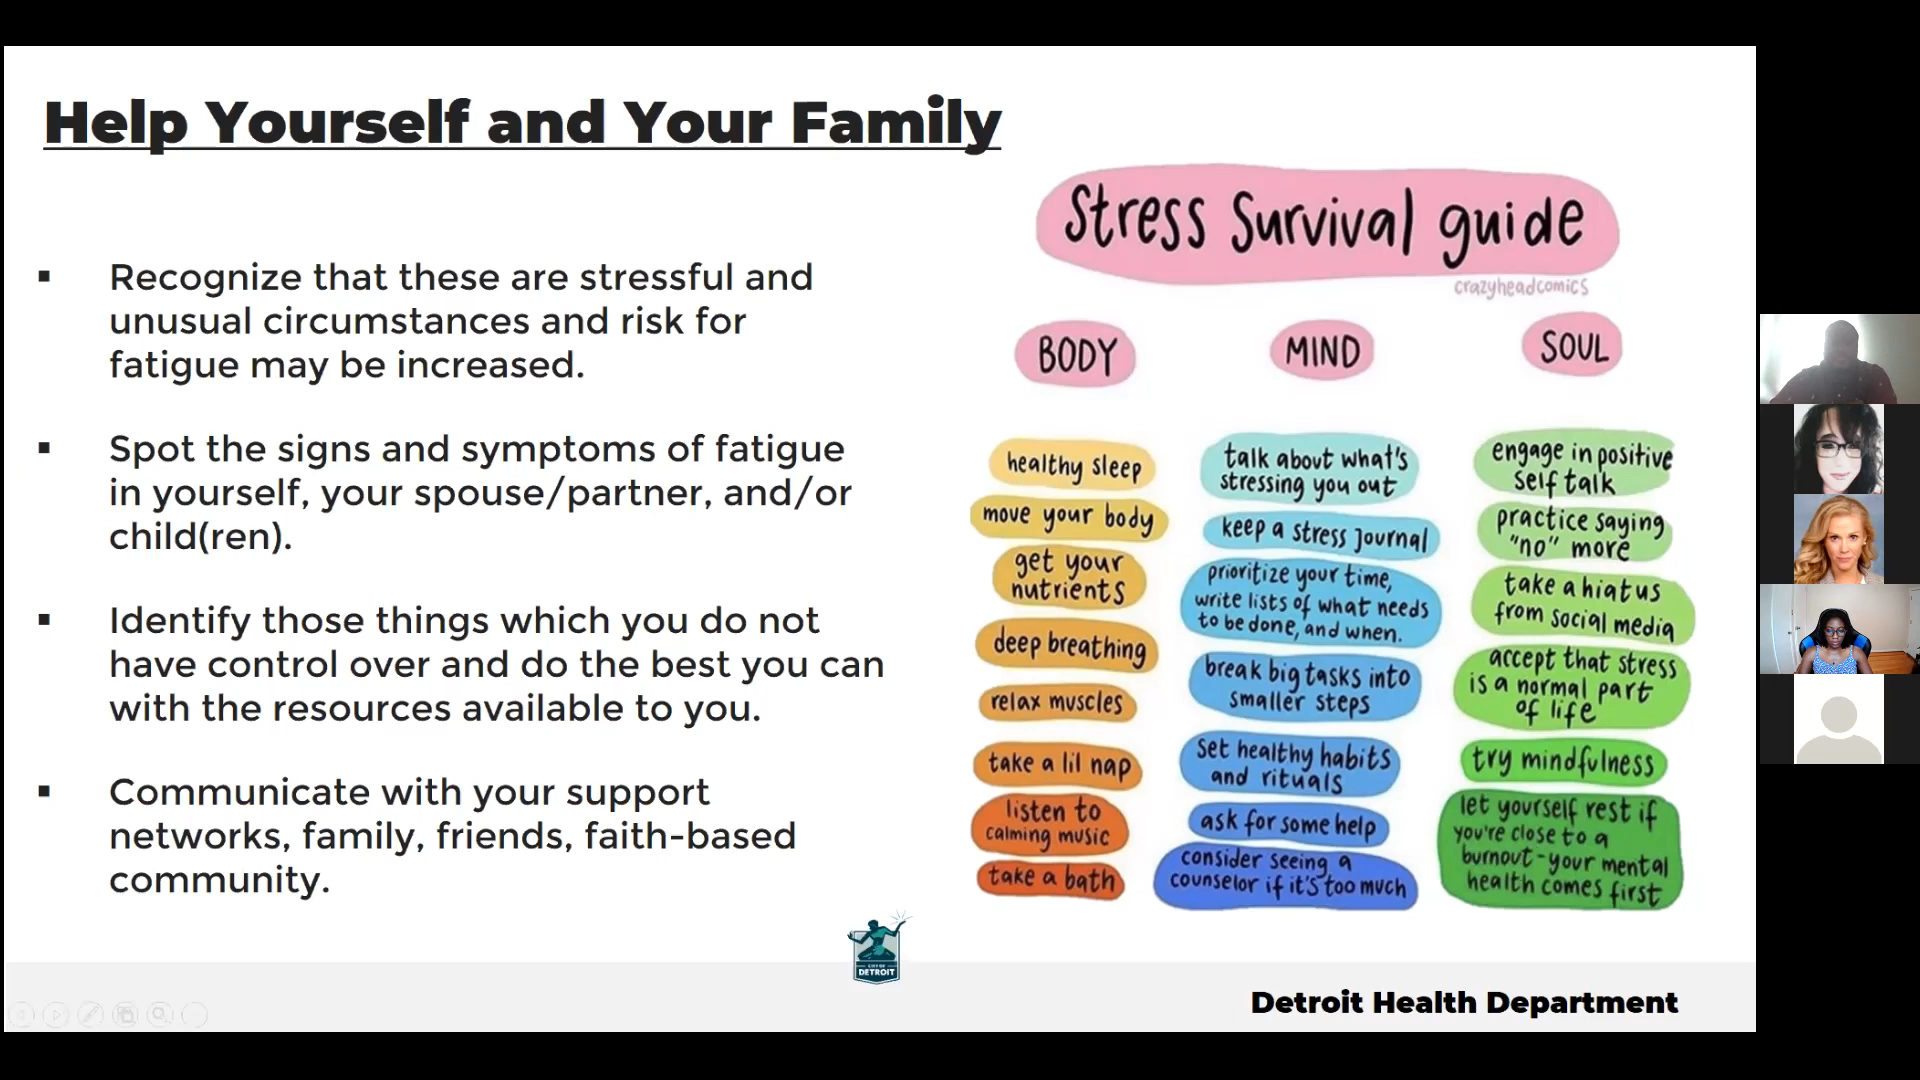 Help Yourself and Your Family
▪ Recognize that these are stressful and
unusual circumstances and risk for
fatigue may be increased.
▪ Spot the signs and symptoms of fatigue
in yourself, your spouse/partner, and/or
child(ren).
▪ Identify those things which you do not
have control over and do the best you can
with the resources available to you.
▪ Communicate with your support
networks, family, friends, faith-based
community.
Stress Survival guide
crazyheadcomics
BODY
healthy sleep
move your body
get your
nutrients
deep breathing
relax muscles
take a lil nap
listen to
calming music
take a bath
MIND
talk about what's
stressing you out
keep a stress journal
prioritize your time,
write lists of what needs
to be done, and when.
break big tasks into
smaller steps
set healthy habits
and rituals
ask for some help
consider seeing a
counselor if it's too much
SOUL
engage in positive
self talk
practice saying
"no" more
take a hiatus
from social media
accept that stress
is a normal part
of life
try mindfulness
let yourself rest if
you're close to a
burnout-your mental
health comes first
CITY OF
DETROIT
Detroit Health Department